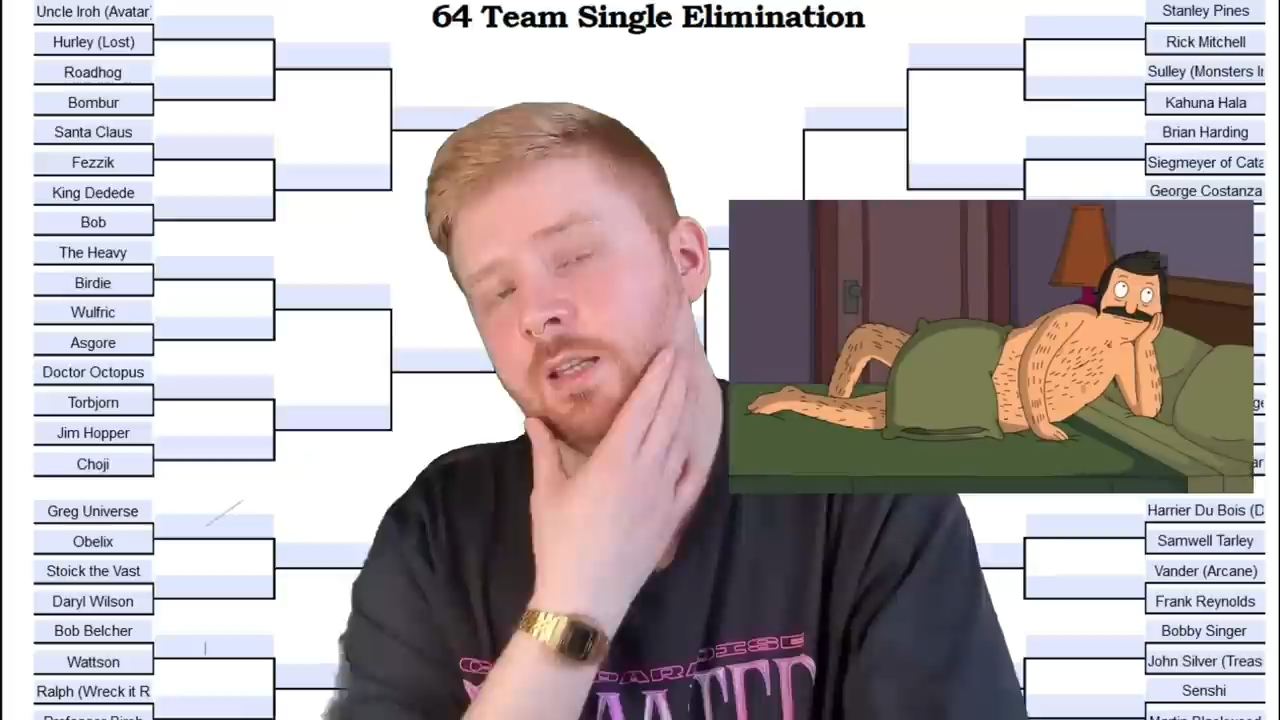 64 Team Single Elimination
Uncle Iroh (Avatar
Hurley (Lost)
Roadhog
Bombur
Santa Claus
Fezzik
King Dedede
Bob
The Heavy
Birdie
Wulfric
Asgore
Doctor Octopus
Torbjorn
Jim Hopper
Choji
Greg Universe
Obelix
Stoick the Vast
Daryl Wilson
Bob Belcher
Wattson
Ralph (Wreck it R
Stanley Pines
Rick Mitchell
Sulley (Monsters I
Kahuna Hala
Brian Harding
Siegmeyer of Cata
George Costanza
Harrier Du Bois (D
Samwell Tarley
Vander (Arcane)
Frank Reynolds
Bobby Singer
John Silver (Treas
Senshi